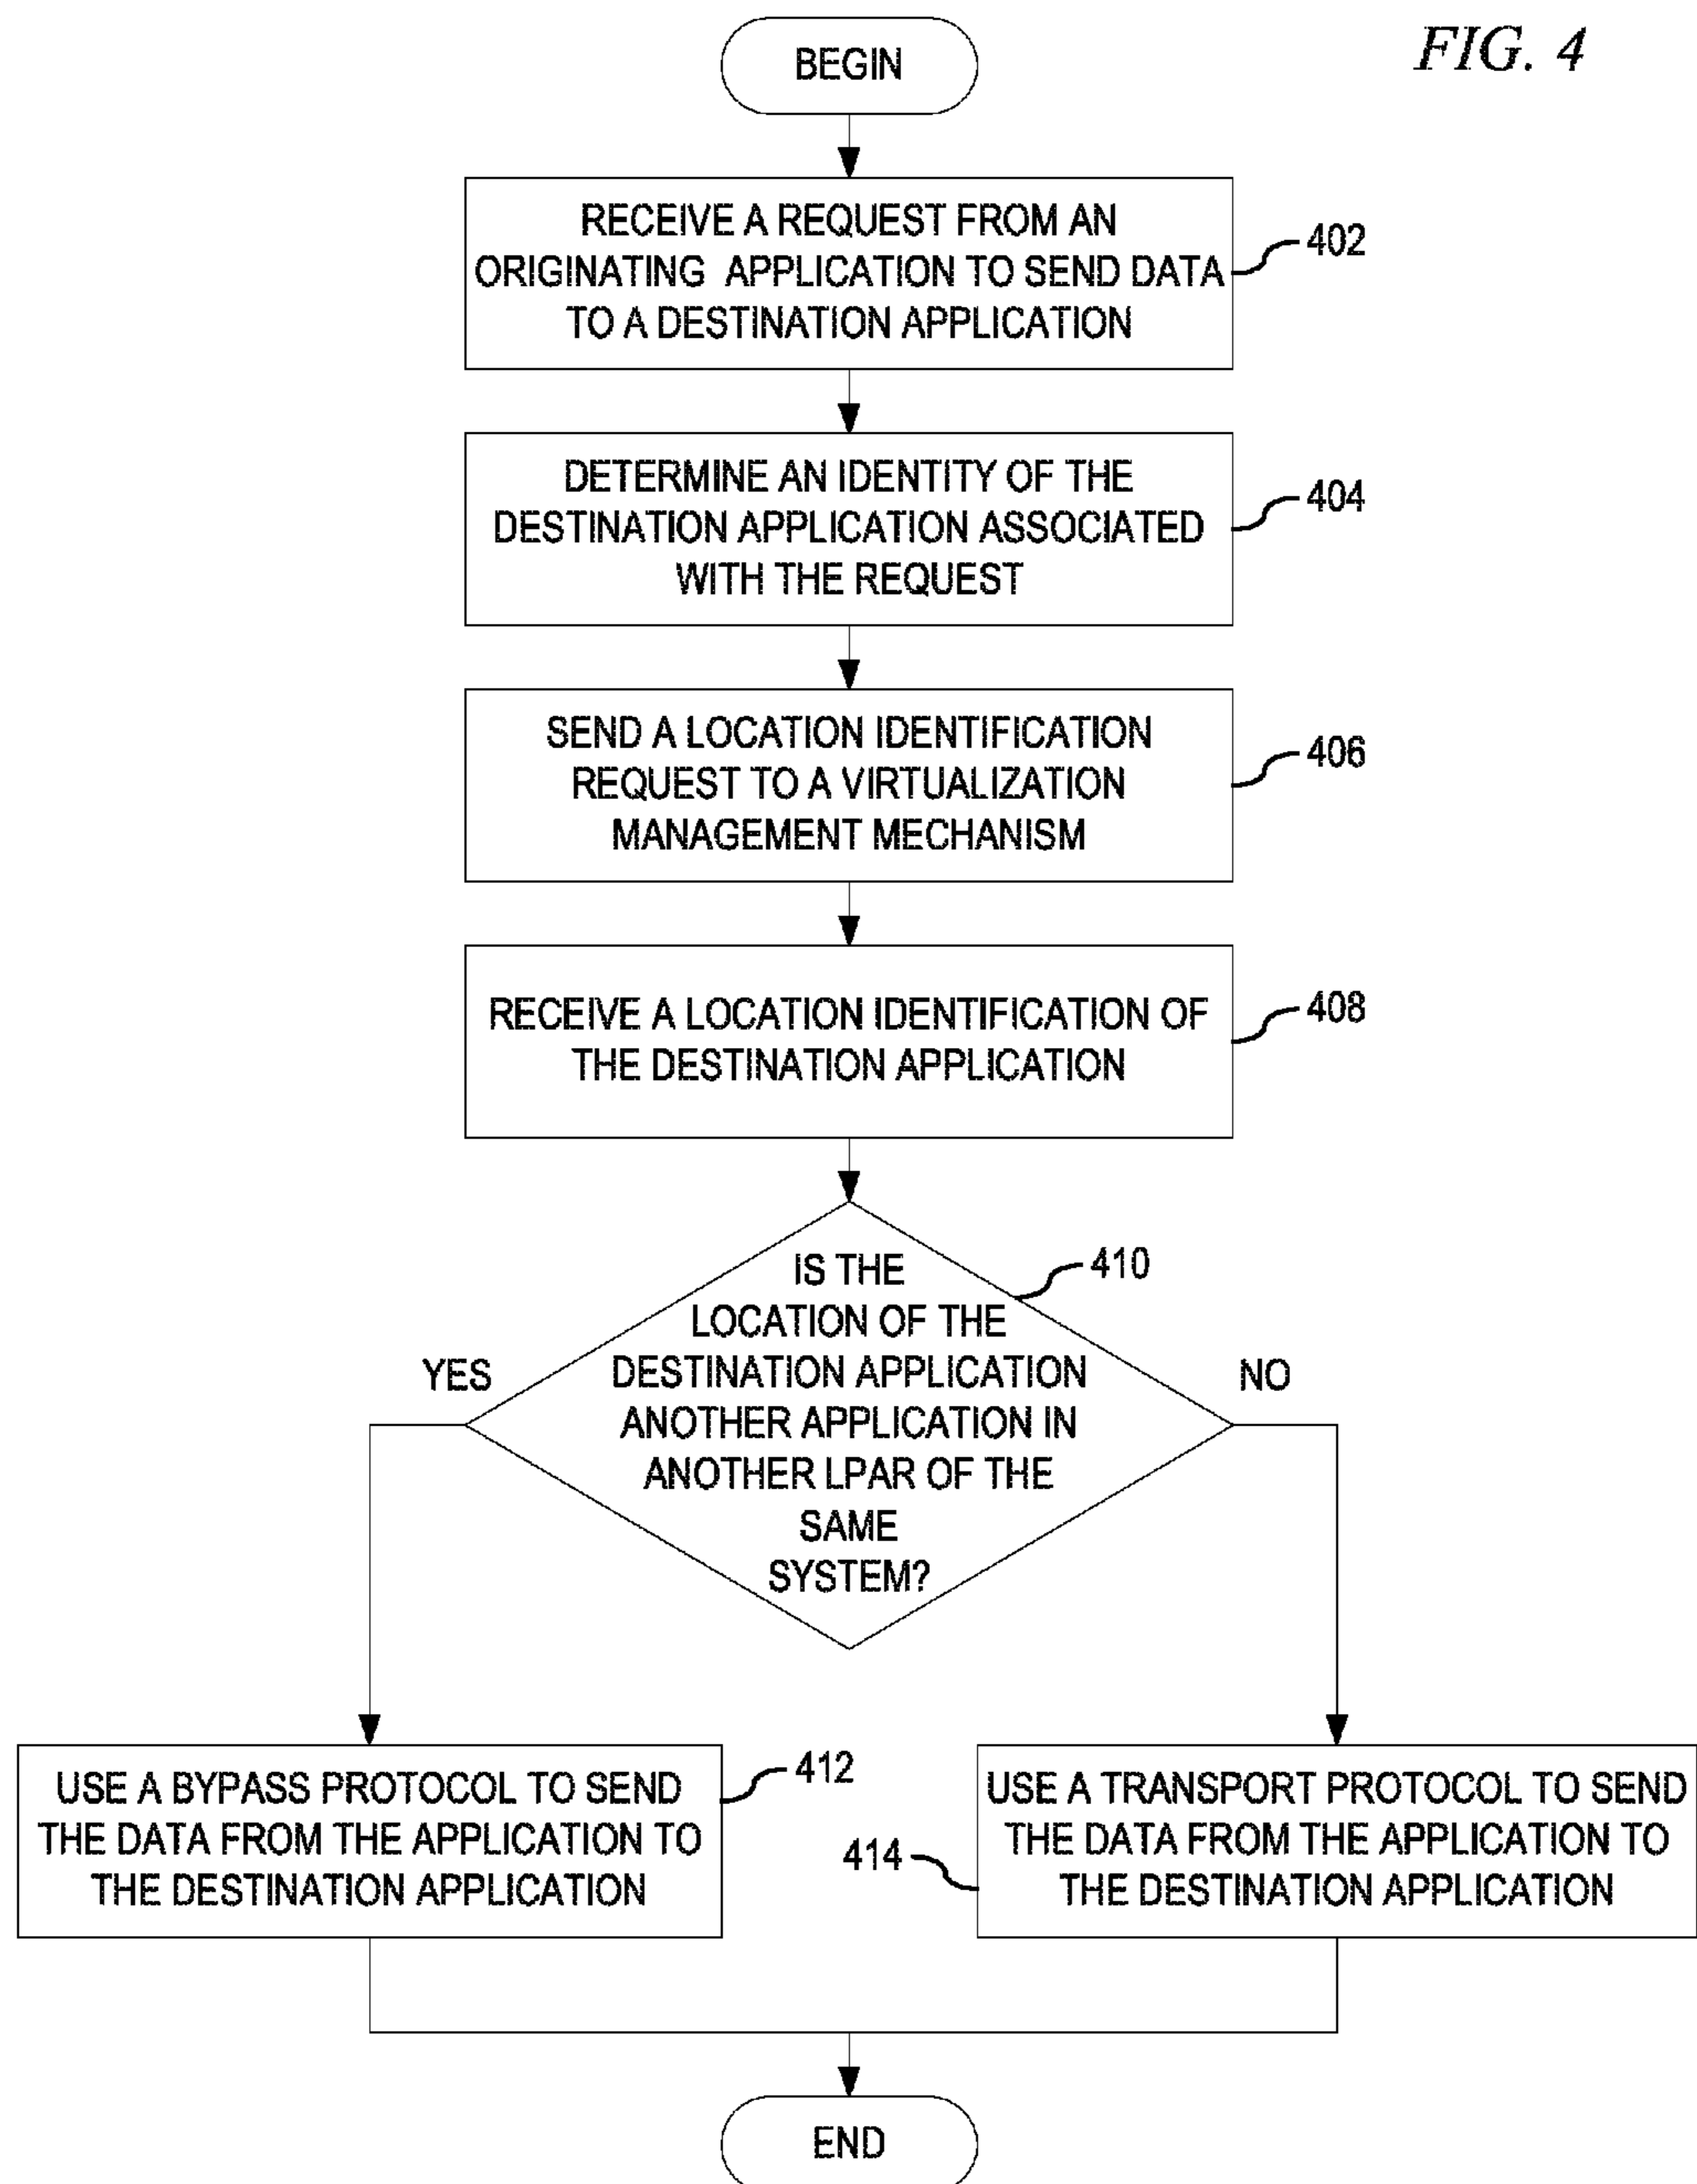 FIG. 4
BEGIN
RECEIVE A REQUEST FROM AN
ORIGINATING APPLICATION TO SEND DATA
TO A DESTINATION APPLICATION
402
DETERMINE AN IDENTITY OF THE
DESTINATION APPLICATION ASSOCIATED
WITH THE REQUEST
404
SEND A LOCATION IDENTIFICATION
REQUEST TO A VIRTUALIZATION
MANAGEMENT MECHANISM
406
RECEIVE A LOCATION IDENTIFICATION OF
THE DESTINATION APPLICATION
408
IS THE
LOCATION OF THE
DESTINATION APPLICATION
ANOTHER APPLICATION IN
ANOTHER LPAR OF THE
SAME
SYSTEM?
410
YES
NO
USE A BYPASS PROTOCOL TO SEND
THE DATA FROM THE APPLICATION TO
THE DESTINATION APPLICATION
412
USE A TRANSPORT PROTOCOL TO SEND
THE DATA FROM THE APPLICATION TO
THE DESTINATION APPLICATION
414
END